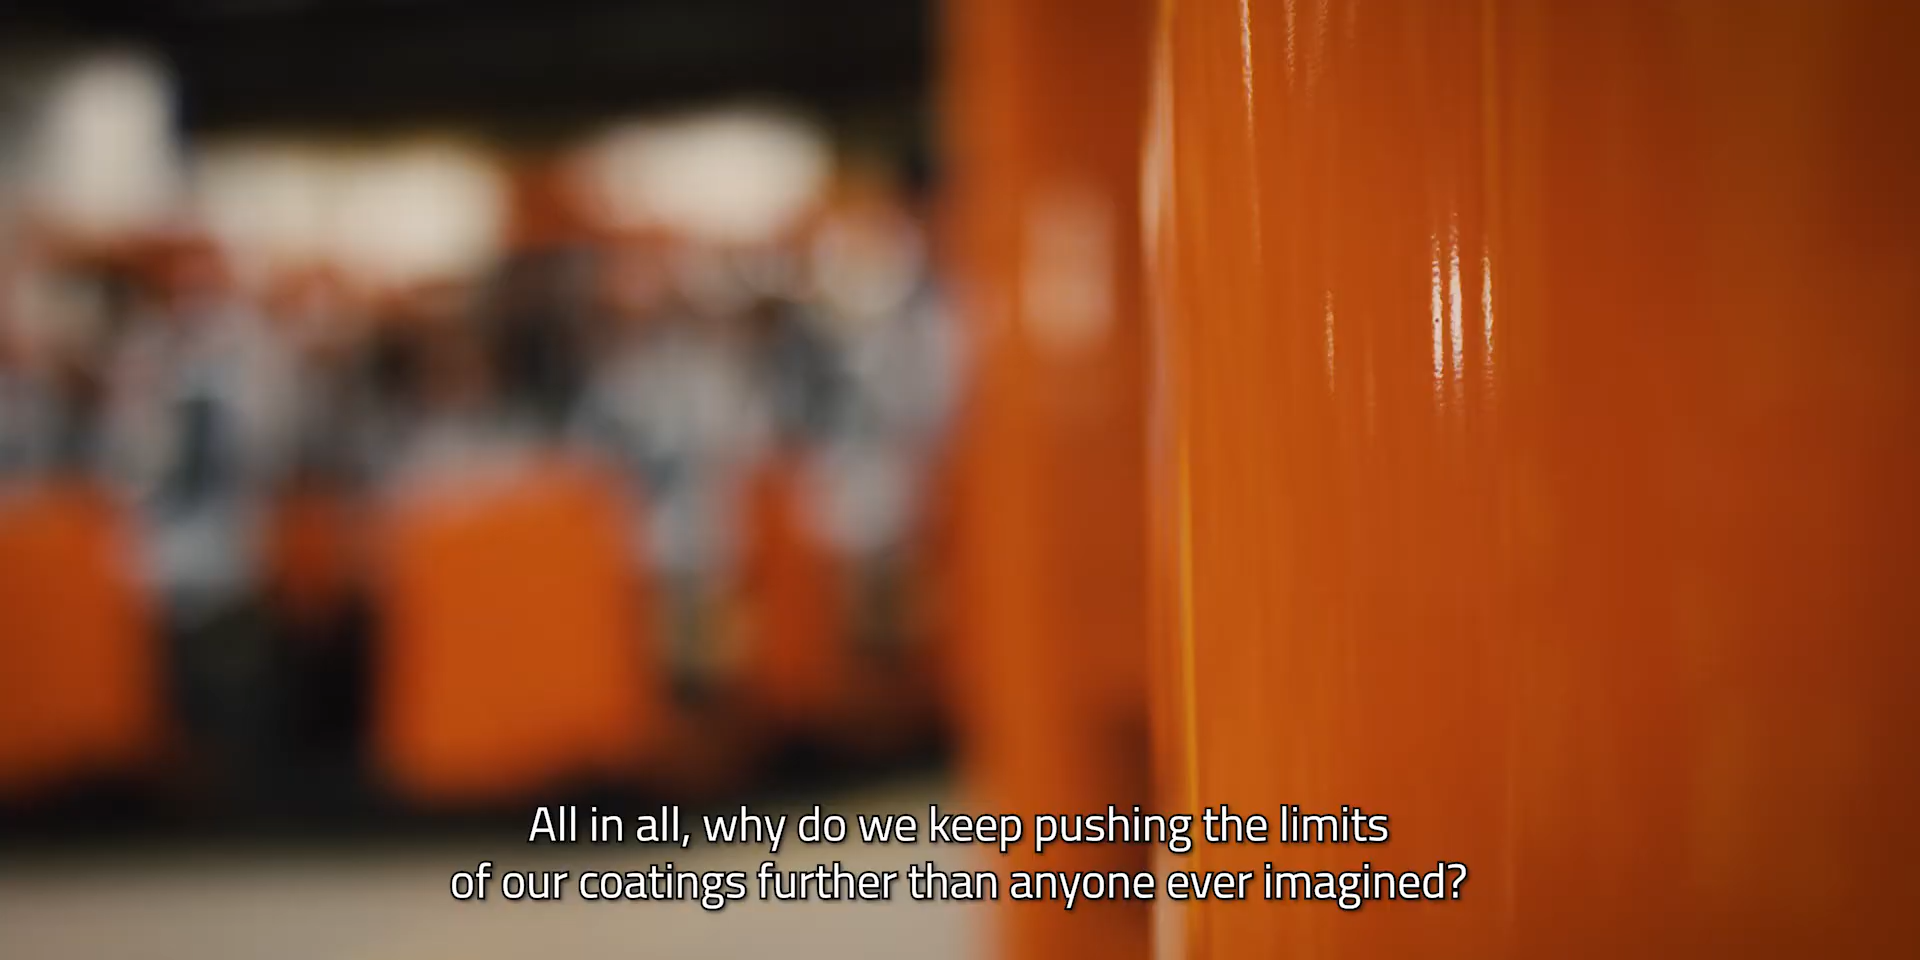 All in all, why do we keep pushing the limits
of our coatings further than anyone ever imagined?